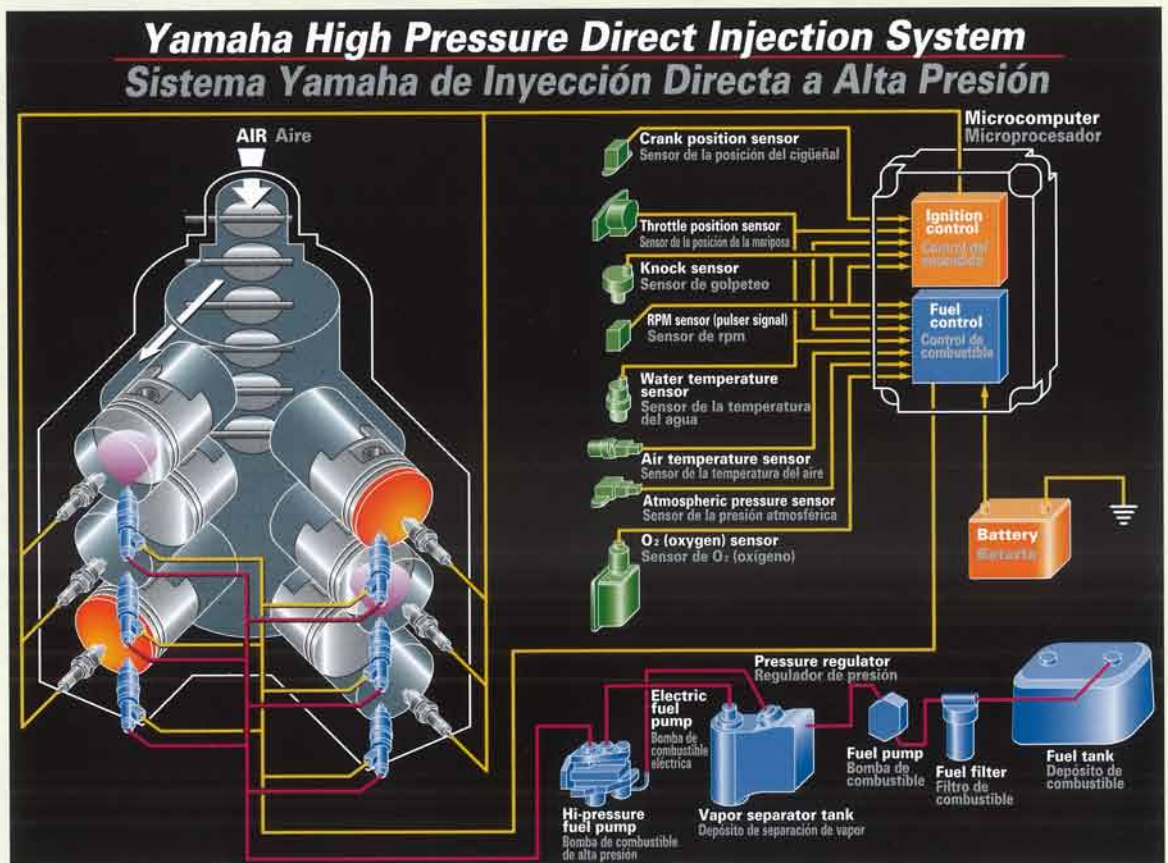 Yamaha High Pressure Direct Injection System
Sistema Yamaha de Inyección Directa a Alta Presión
AIR Aire
Crank position sensor
Sensor de la posición del cigüeñal
Throttle position sensor
Sensor de la posición de la mariposa
Knock sensor
Sensor de golpeteo
RPM sensor (pulser signal)
Sensor de rpm
Water temperature
sensor
Sensor de la temperatura
del agua
Air temperature sensor
Sensor de la temperatura del aire
Atmospheric pressure sensor
Sensor de la presión atmosférica
O₂ (oxygen) sensor
Sensor de O₂ (oxígeno)
Microcomputer
Microprocesador
Ignition
control
Control del
encendido
Fuel
control
Control de
combustible
Battery
Batería
Pressure regulator
Regulador de presión
Electric
fuel
pump
Bomba de
combustible
eléctrica
Hi-pressure
fuel pump
Bomba de combustible
de alta presión
Vapor separator tank
Depósito de separación de vapor
Fuel pump
Bomba de
combustible
Fuel filter
Filtro de
combustible
Fuel tank
Depósito de
combustible